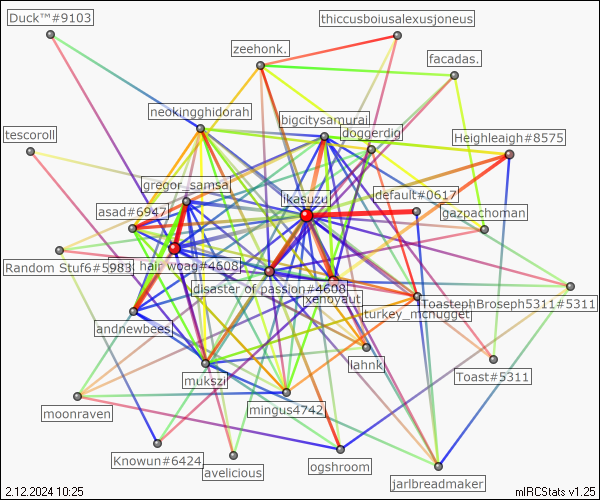 Duck™#9103
thiccusboiusalexusjoneus
zeehonk.
facadas.
neokingghidorah
bigcitysamurai
doggerdig
tescoroll
Heighleigh#8575
gregor_samsa
ikasuzu
default#0617
asad#6947
gazpachoman
hair woag#4608
Random Stuf6#5983
disaster of passion#4608
xenoyaut
ToastephBroseph5311#5311
turkey_mcnugget
andnewbees
lahnk
mukszi
Toast#5311
moonraven
mingus4742
Knowun#6424
avelicious
ogshroom
jarlbreadmaker
2.12.2024 10:25
mIRCStats v1.25